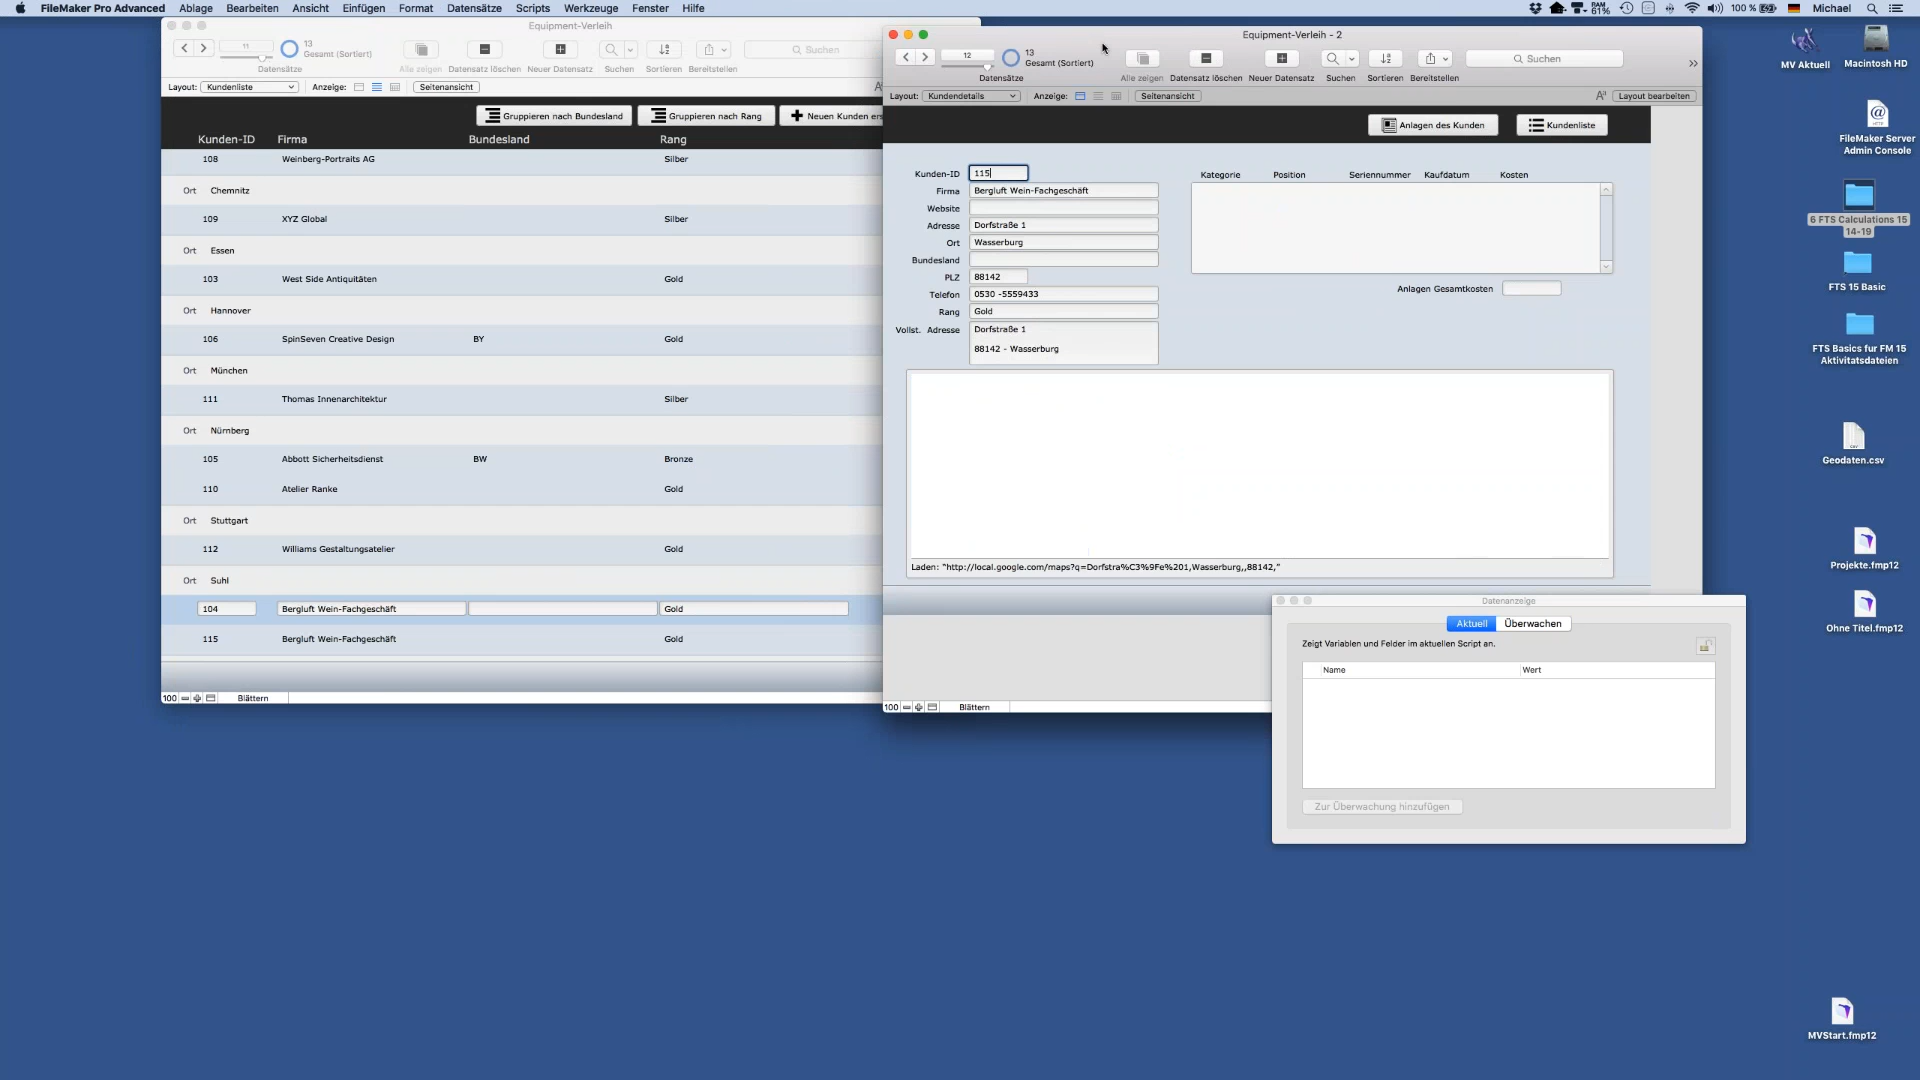 FileMaker Pro Advanced Ablage Bearbeiten Ansicht Einfügen Format Datensätze Scripts Werkzeuge Fenster Hilfe
RAM 61% 100 % Michael
Equipment-Verleih
11
13
Gesamt (Sortiert)
Suchen
Datensätze
Alle zeigen Datensatz löschen Neuer Datensatz Suchen Sortieren Bereitstellen
Layout: Kundenliste Anzeige: Seitenansicht
Gruppieren nach Bundesland Gruppieren nach Rang Neuen Kunden ers
Kunden-ID Firma Bundesland Rang
108 Weinberg-Portraits AG Silber
Ort Chemnitz
109 XYZ Global Silber
Ort Essen
103 West Side Antiquitäten Gold
Ort Hannover
106 SpinSeven Creative Design BY Gold
Ort München
111 Thomas Innenarchitektur Silber
Ort Nürnberg
105 Abbott Sicherheitsdienst BW Bronze
110 Atelier Ranke Gold
Ort Stuttgart
112 Williams Gestaltungsatelier Gold
Ort Suhl
104 Bergluft Wein-Fachgeschäft Gold
115 Bergluft Wein-Fachgeschäft Gold
100 Blättern
Equipment-Verleih - 2
12
13
Gesamt (Sortiert)
Suchen
Datensätze
Alle zeigen Datensatz löschen Neuer Datensatz Suchen Sortieren Bereitstellen
Layout: Kundendetails Anzeige: Seitenansicht Layout bearbeiten
Anlagen des Kunden Kundenliste
Kunden-ID 115
Firma Bergluft Wein-Fachgeschäft
Website
Adresse Dorfstraße 1
Ort Wasserburg
Bundesland
PLZ 88142
Telefon 0530 -5559433
Rang Gold
Vollst. Adresse Dorfstraße 1
88142 - Wasserburg
Kategorie Position Seriennummer Kaufdatum Kosten
Anlagen Gesamtkosten
Laden: "http://local.google.com/maps?q=Dorfstra%C3%9Fe%201,Wasserburg,,88142,"
100 Blättern
Datenanzeige
Aktuell Überwachen
Zeigt Variablen und Felder im aktuellen Script an.
Name Wert
Zur Überwachung hinzufügen
MV Aktuell
Macintosh HD
FileMaker Server
Admin Console
6 FTS Calculations 15
14-19
FTS 15 Basic
FTS Basics fur FM 15
Aktivitatsdateien
Geodaten.csv
Projekte.fmp12
Ohne Titel.fmp12
MVStart.fmp12